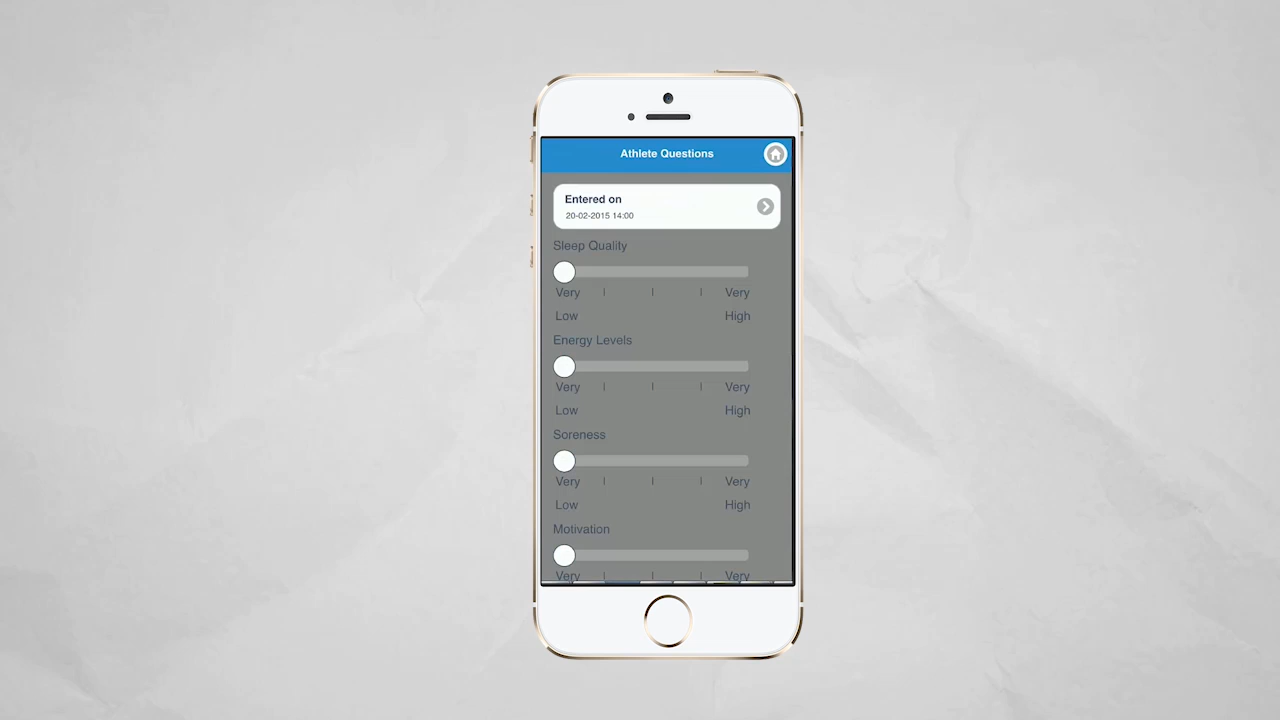 Athlete Questions
Entered on
20-02-2015 14:00
Sleep Quality
Very Very
Low High
Energy Levels
Very Very
Low High
Soreness
Very Very
Low High
Motivation
Very Very